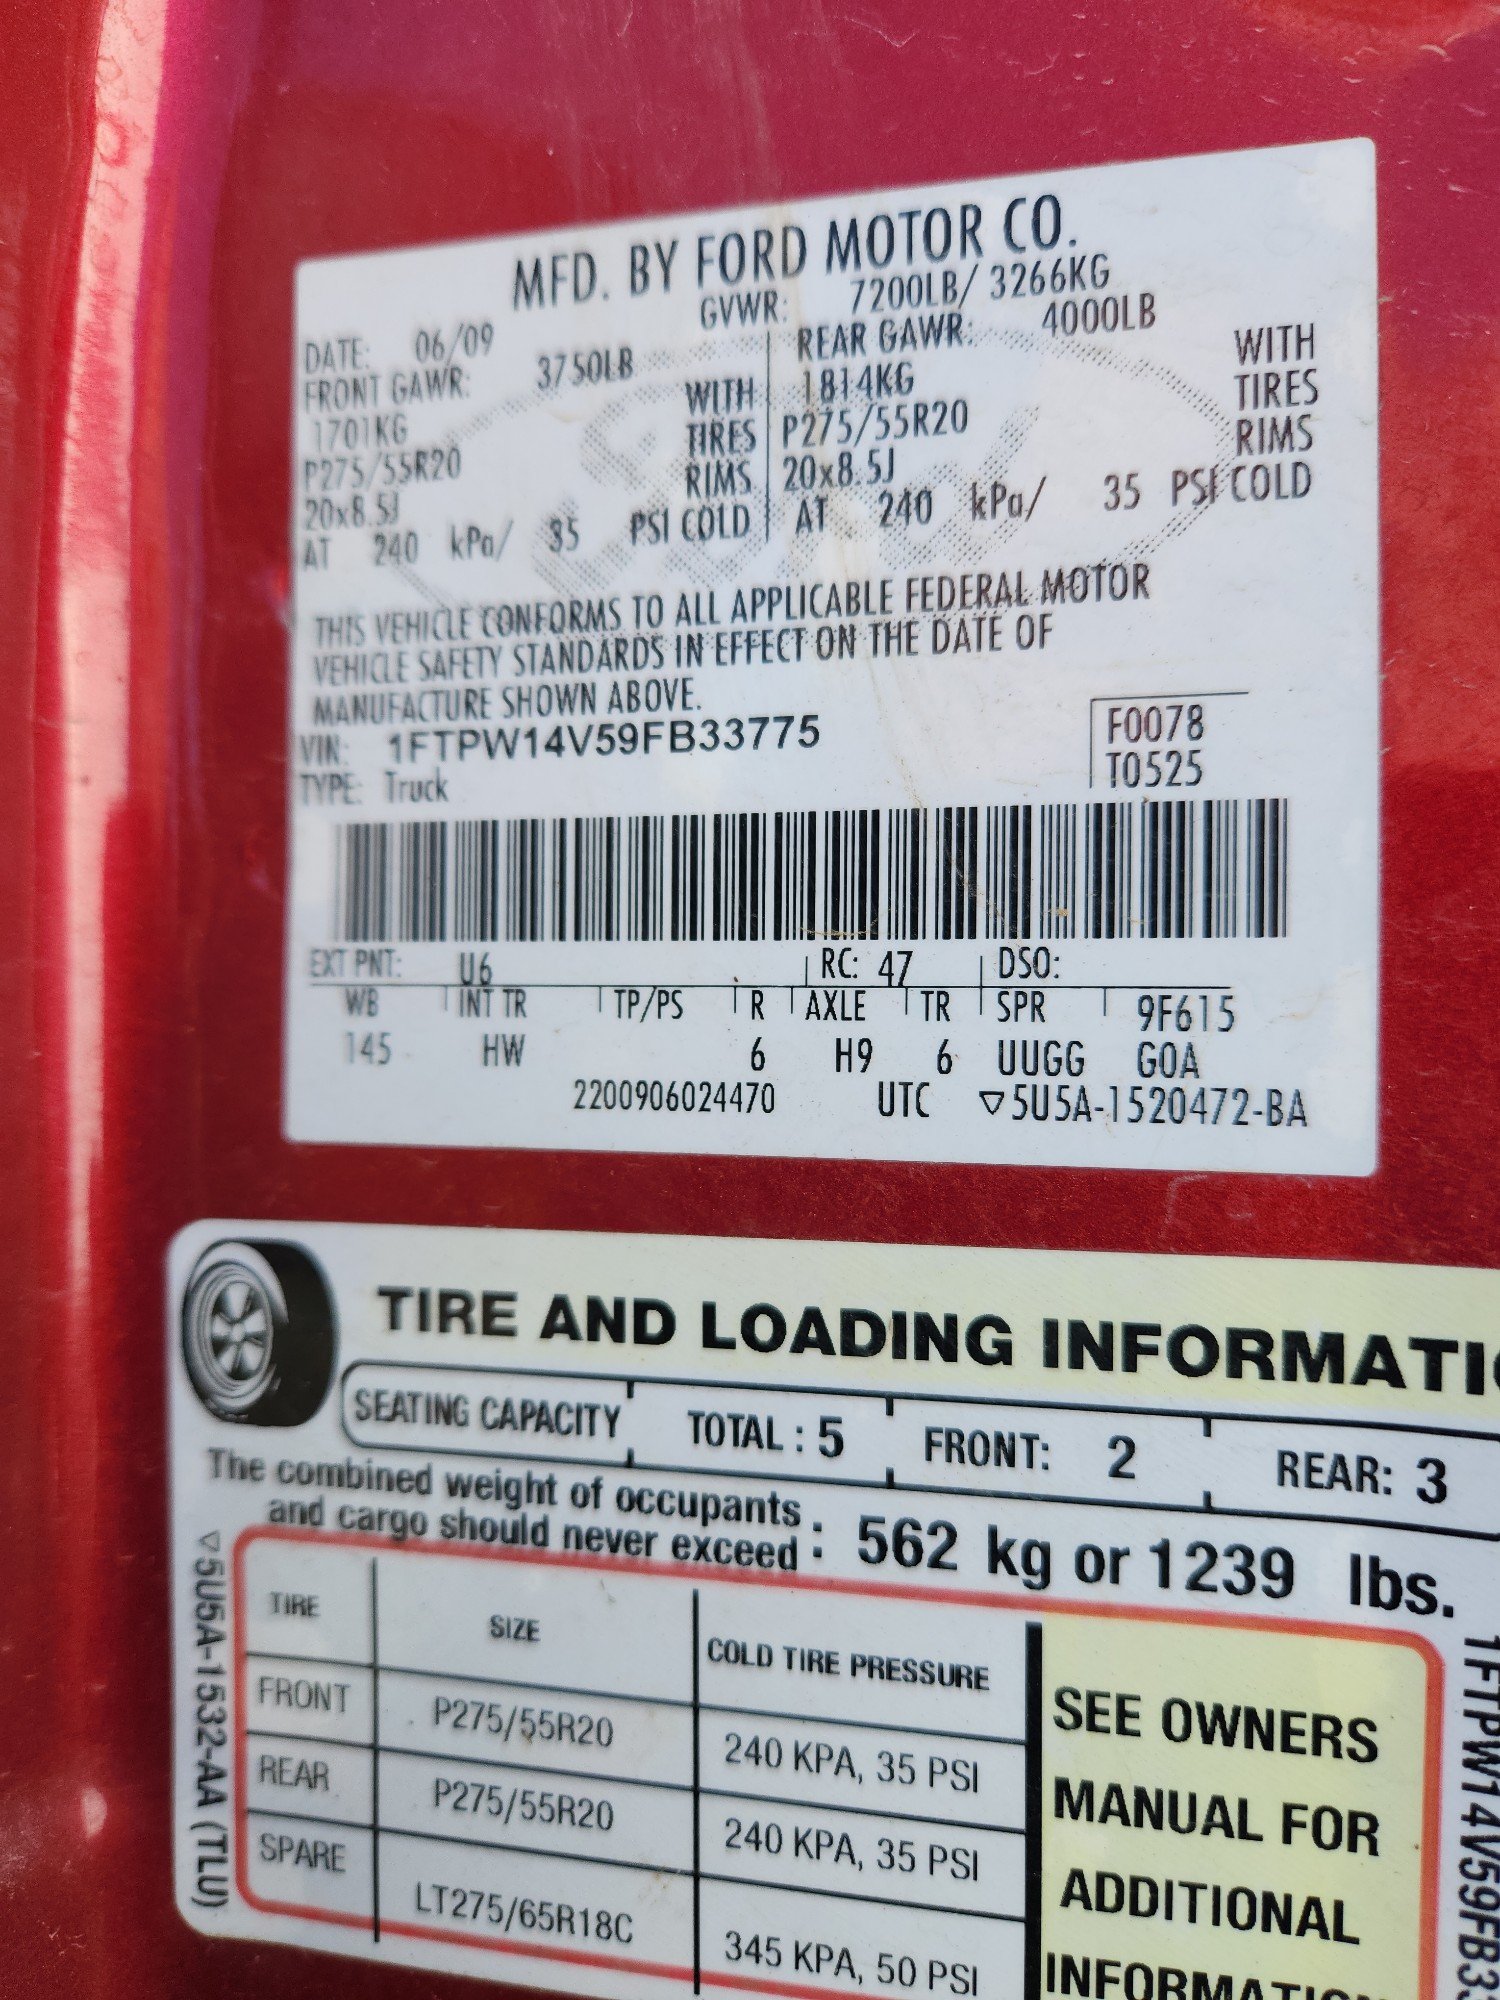 MFD. BY FORD MOTOR CO.
DATE: 06/09 GVWR: 7200LB/ 3266KG
FRONT GAWR: 3750LB REAR GAWR: 4000LB
1701KG WITH 1814KG WITH
P275/55R20 TIRES P275/55R20 TIRES
20x8.5J RIMS 20x8.5J RIMS
AT 240 kPa/ 35 PSI COLD AT 240 kPa/ 35 PSI COLD
THIS VEHICLE CONFORMS TO ALL APPLICABLE FEDERAL MOTOR
VEHICLE SAFETY STANDARDS IN EFFECT ON THE DATE OF
MANUFACTURE SHOWN ABOVE.
VIN: 1FTPW14V59FB33775 F0078
TYPE: Truck T0525
EXT PNT: U6 RC: 47 DSO:
WB INT TR TP/PS R AXLE TR SPR 9F615
145 HW 6 H9 6 UUGG G0A
2200906024470 UTC ▽5U5A-1520472-BA
TIRE AND LOADING INFORMATI
SEATING CAPACITY TOTAL : 5 FRONT: 2 REAR: 3
The combined weight of occupants
and cargo should never exceed : 562 kg or 1239 lbs.
TIRE SIZE COLD TIRE PRESSURE
FRONT P275/55R20 240 KPA, 35 PSI
REAR P275/55R20 240 KPA, 35 PSI
SPARE LT275/65R18C 345 KPA, 50 PSI
SEE OWNERS
MANUAL FOR
ADDITIONAL
INFORMATION
▽5U5A-1532-AA (TLU)
1FTPW14V59FB33